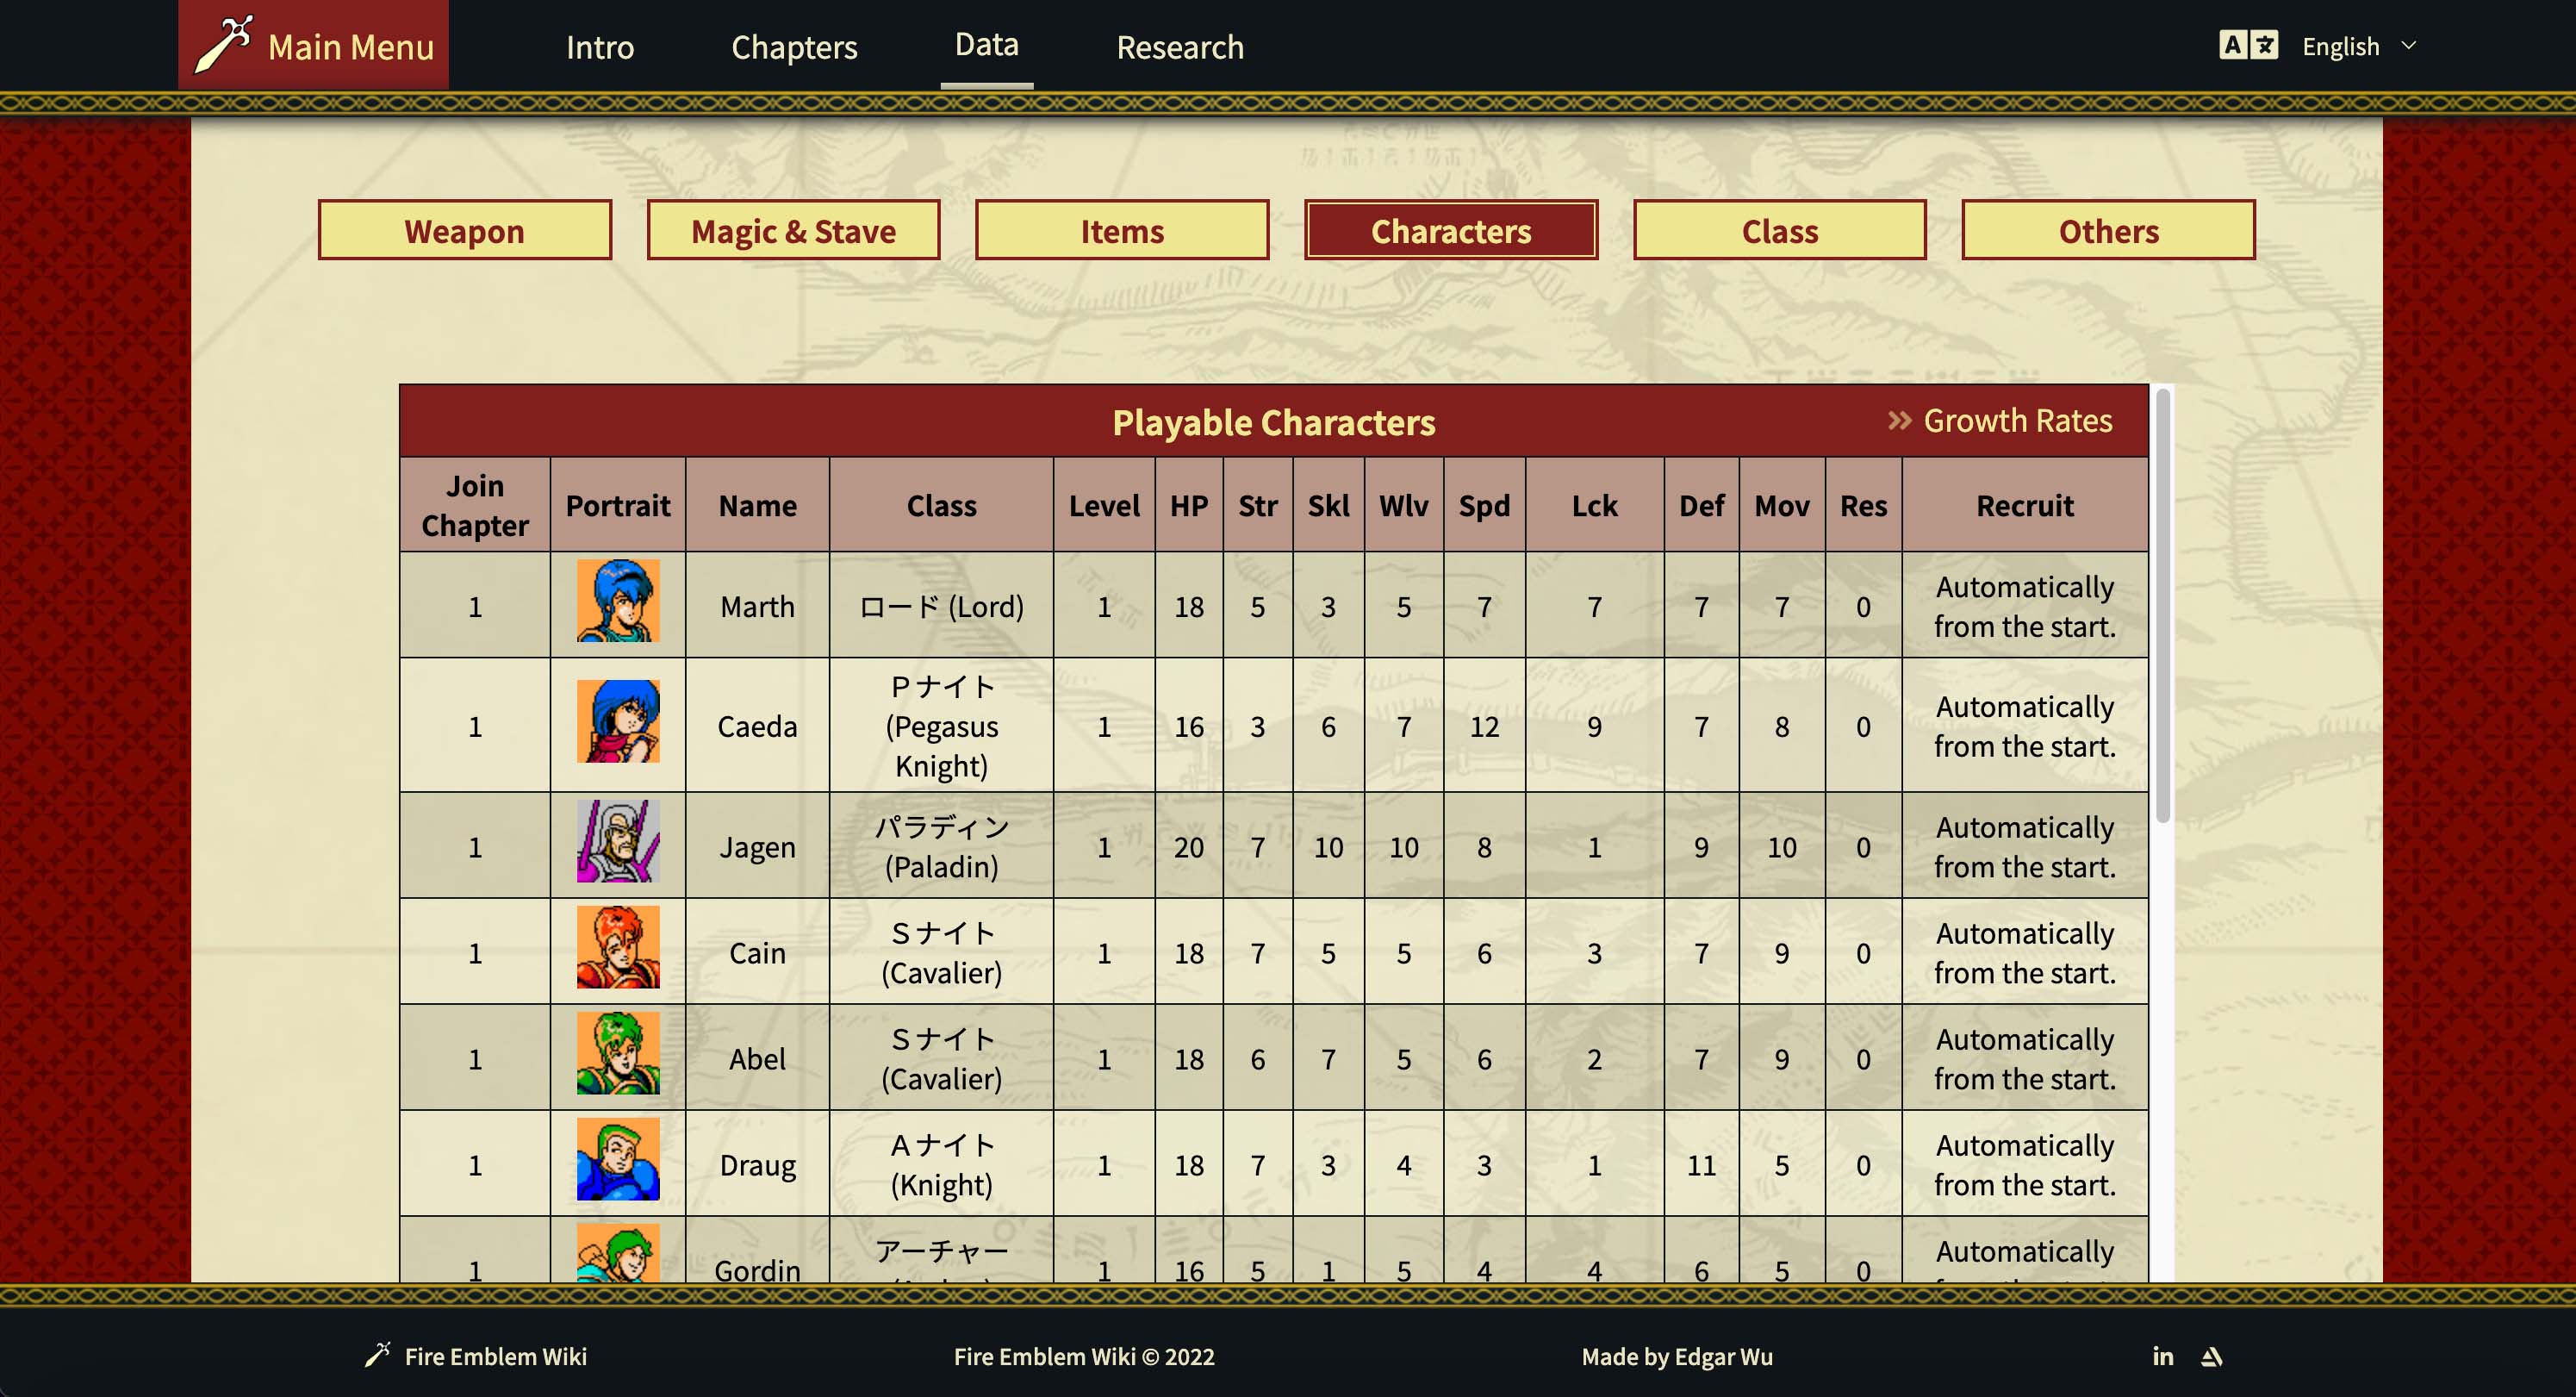 Main Menu
Intro
Chapters
Data
Research
A文
English
Weapon
Magic & Stave
Items
Characters
Class
Others
Playable Characters
Growth Rates
Join
Chapter
Portrait
Name
Class
Level
HP
Str
Skl
Wlv
Spd
Lck
Def
Mov
Res
Recruit
1
Marth
ロード (Lord)
1
18
5
3
5
7
7
7
7
0
Automatically
from the start.
1
Caeda
Ｐナイト
(Pegasus
Knight)
1
16
3
6
7
12
9
7
8
0
Automatically
from the start.
1
Jagen
パラディン
(Paladin)
1
20
7
10
10
8
1
9
10
0
Automatically
from the start.
1
Cain
Ｓナイト
(Cavalier)
1
18
7
5
5
6
3
7
9
0
Automatically
from the start.
1
Abel
Ｓナイト
(Cavalier)
1
18
6
7
5
6
2
7
9
0
Automatically
from the start.
1
Draug
Ａナイト
(Knight)
1
18
7
3
4
3
1
11
5
0
Automatically
from the start.
1
Gordin
アーチャー
1
16
5
1
5
4
4
6
5
0
Automatically
Fire Emblem Wiki
Fire Emblem Wiki © 2022
Made by Edgar Wu
in